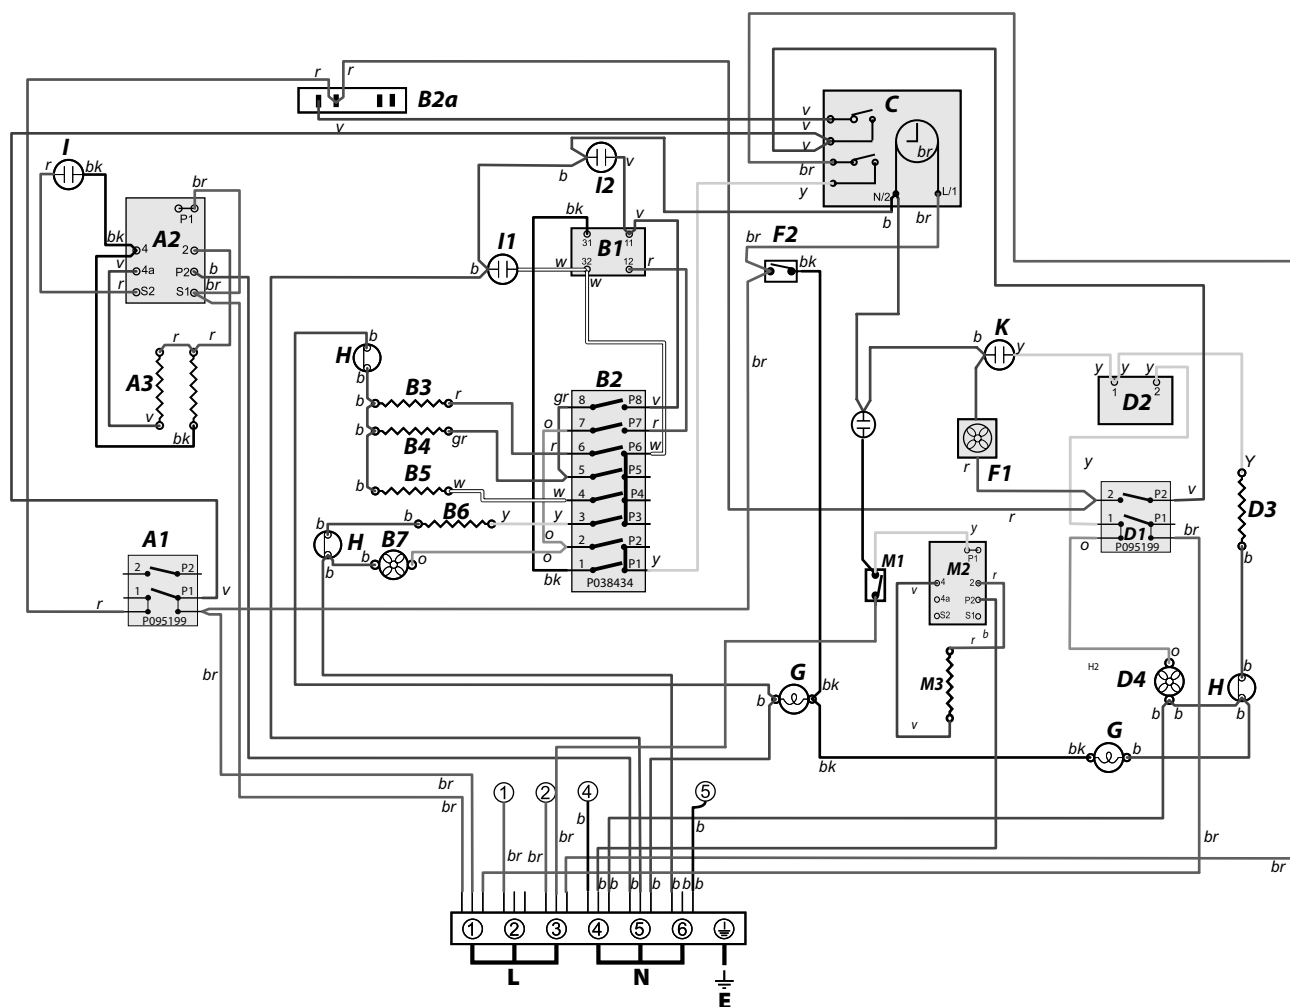 r
r
B2a
v
C
v
v
v
br
br
y
N/2
L/1
b
br
I
r
bk
br
P1
A2
bk
4
2
v
4a
P2
b
br
r
S2
S1
r
r
A3
v
bk
v
b
I2
bk
v
31
11
B1
I1
w
32
12
r
b
w
br
F2
bk
br
b
K
y
y
y
y
1
2
D2
F1
r
y
v
Y
D3
b
2
P2
1
P1
br
D1
P095199
o
r
H
b
b
B3
r
b
b
B4
gr
B5
b
w
B6
b
y
b
H
B7
b
b
o
B2
gr
8
P8
v
o
7
P7
r
r
6
P6
w
5
P5
w
4
P4
y
3
P3
o
2
P2
o
1
P1
y
bk
P038434
A1
2
P2
1
P1
v
r
P095199
br
M1
y
P1
M2
4
2
r
v
4a
P2
S2
S1
b
r
M3
v
H2
o
D4
b
b
H
b
b
G
b
bk
bk
G
bk
b
br
br
1
2
4
5
br
br
br
b
b
br
br
b
b
b
b
b
b
b
b
1
2
3
4
5
6
L
N
E